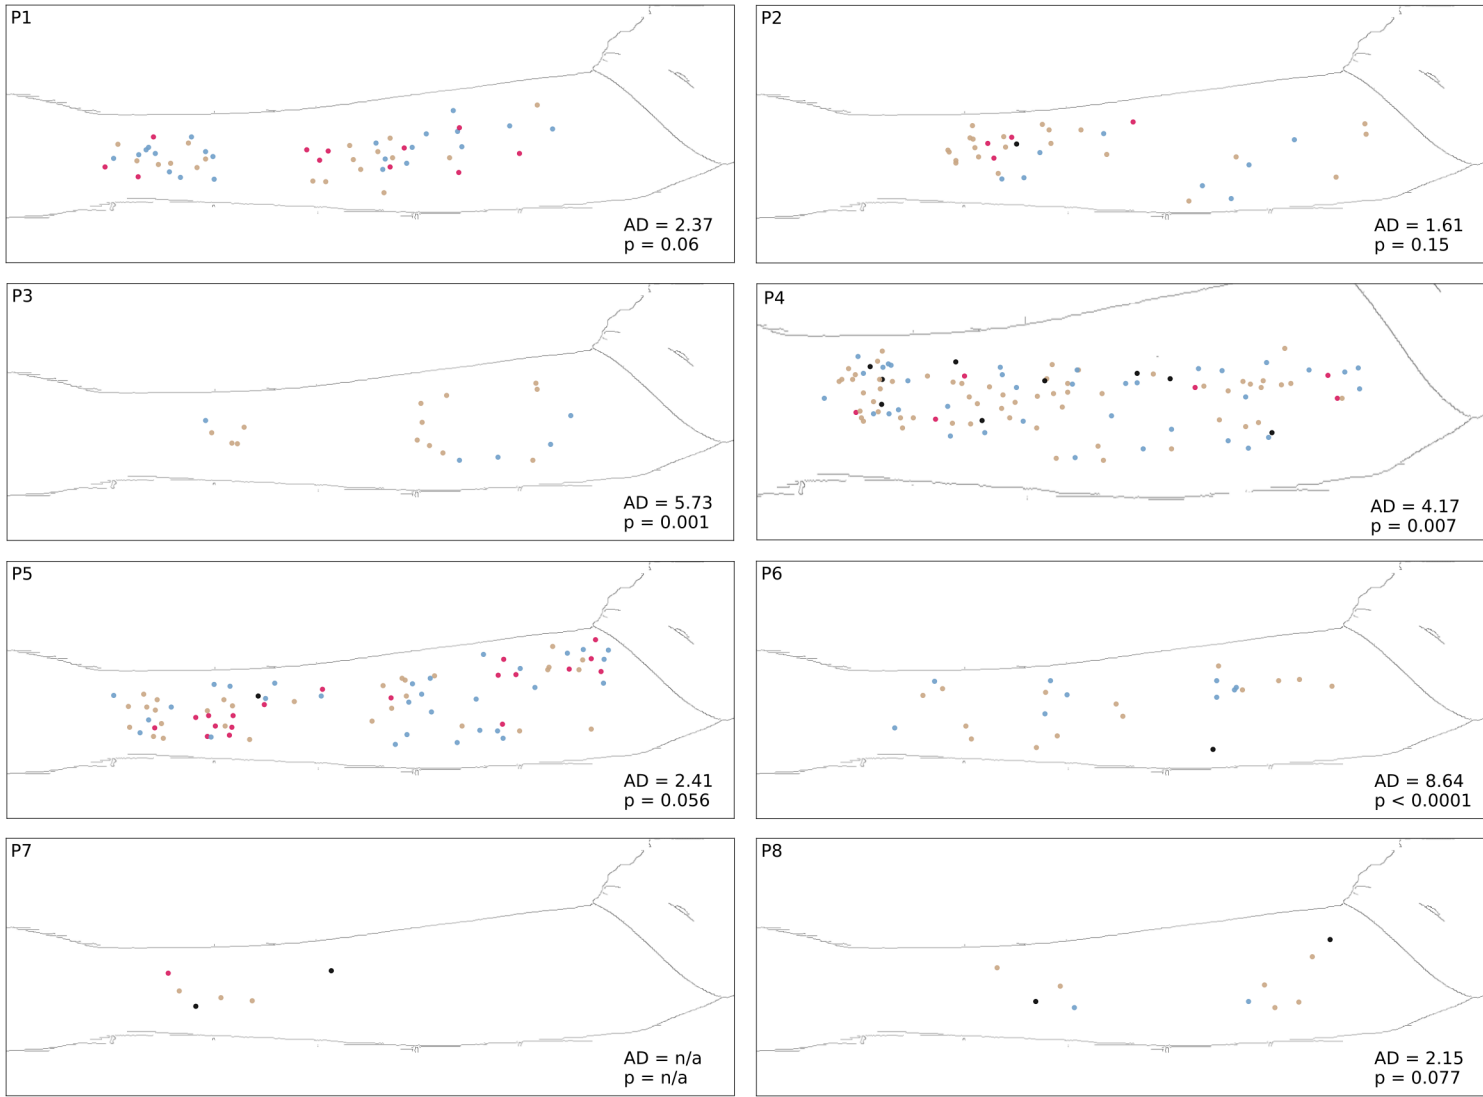 P1
AD = 2.37
p = 0.06
P2
AD = 1.61
p = 0.15
P3
AD = 5.73
p = 0.001
P4
AD = 4.17
p = 0.007
P5
AD = 2.41
p = 0.056
P6
AD = 8.64
p < 0.0001
P7
AD = n/a
p = n/a
P8
AD = 2.15
p = 0.077